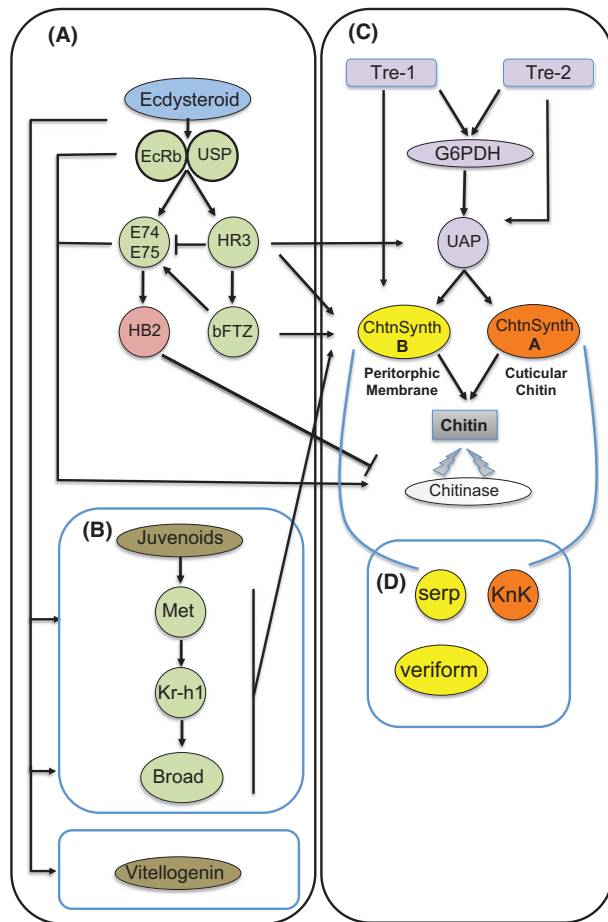 (A)
Ecdysteroid
EcRb
USP
E74
E75
HR3
HB2
bFTZ
(B)
Juvenoids
Met
Kr-h1
Broad
Vitellogenin
(C)
Tre-1
Tre-2
G6PDH
UAP
ChtnSynth
B
ChtnSynth
A
Peritorphic
Membrane
Cuticular
Chitin
Chitin
Chitinase
(D)
serp
KnK
veriform